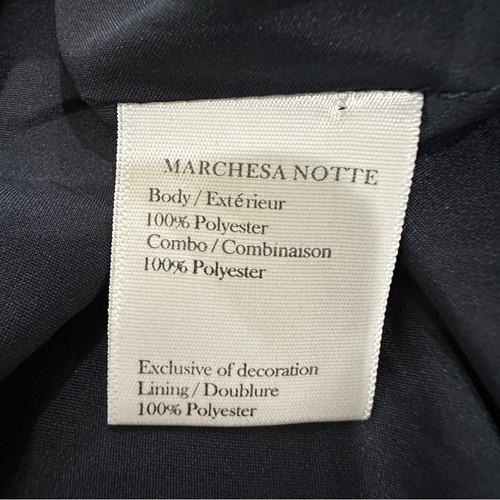 MARCHESA NOTTE
Body / Extérieur
100% Polyester
Combo / Combinaison
100% Polyester
Exclusive of decoration
Lining / Doublure
100% Polyester